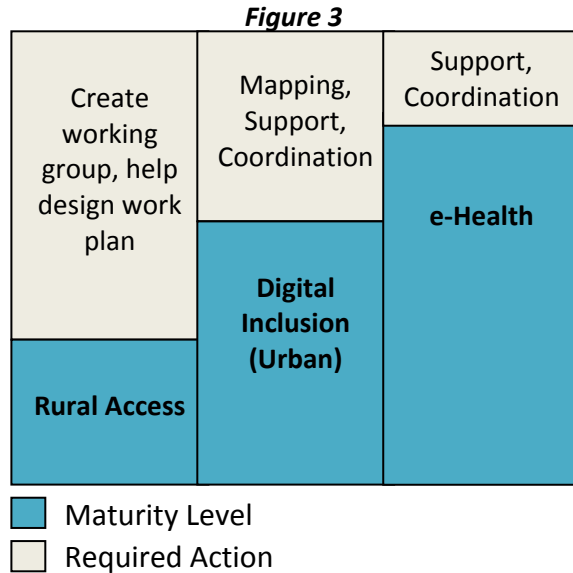 Figure 3
Create
working
group, help
design work
plan
Rural Access
Mapping,
Support,
Coordination
Digital
Inclusion
(Urban)
Support,
Coordination
e-Health
Maturity Level
Required Action